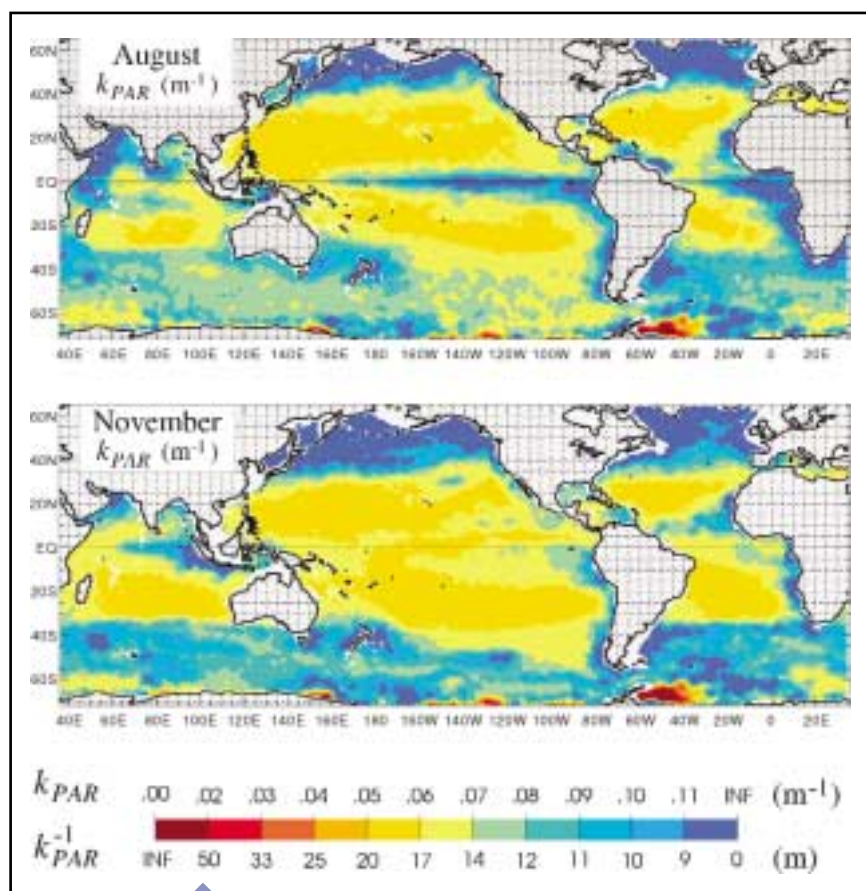 August
k_PAR (m⁻¹)
60N
40N
20N
EQ
20S
40S
60S
40E 60E 80E 100E 120E 140E 160E 180 160W 140W 120W 100W 80W 60W 40W 20W 0 20E
November
k_PAR (m⁻¹)
60N
40N
20N
EQ
20S
40S
60S
40E 60E 80E 100E 120E 140E 160E 180 160W 140W 120W 100W 80W 60W 40W 20W 0 20E
k_PAR .00 .02 .03 .04 .05 .06 .07 .08 .09 .10 .11 INF (m⁻¹)
k_PAR⁻¹ INF 50 33 25 20 17 14 12 11 10 9 0 (m)